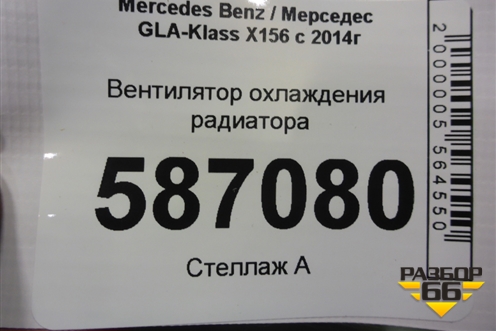 Mercedes Benz / Мерседес
GLA-Klass X156 с 2014г
Вентилятор охлаждения
радиатора
587080
Стеллаж А
2000005564550
РАЗБОР
66